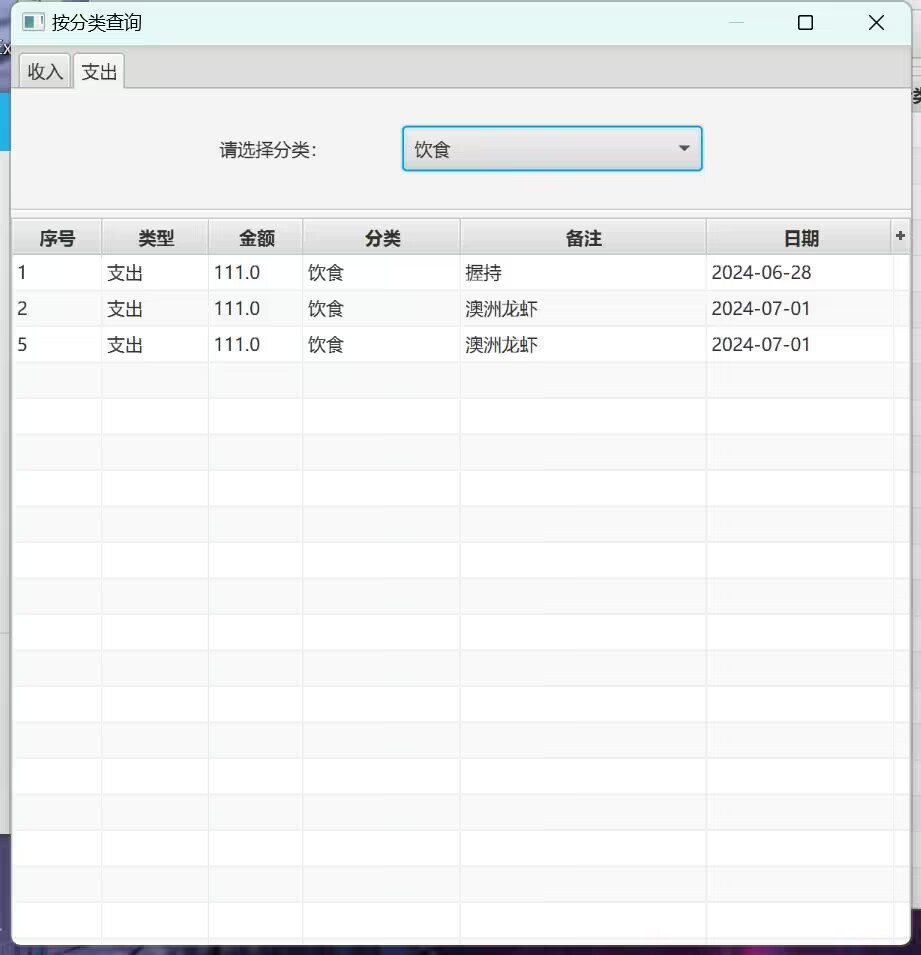 按分类查询
收入 支出
请选择分类： 饮食
序号 类型 金额 分类 备注 日期 +
1 支出 111.0 饮食 握持 2024-06-28
2 支出 111.0 饮食 澳洲龙虾 2024-07-01
5 支出 111.0 饮食 澳洲龙虾 2024-07-01